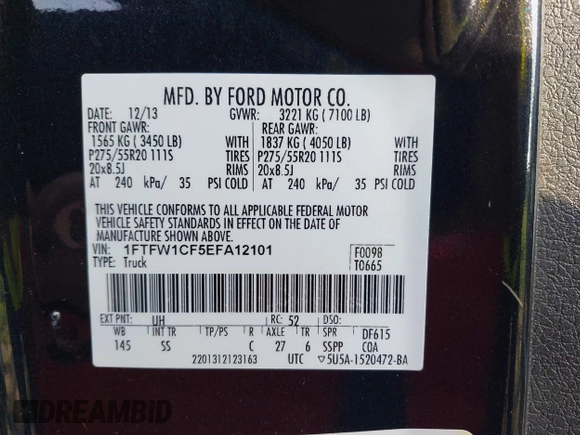 MFD. BY FORD MOTOR CO.
DATE: 12/13 GVWR: 3221 KG ( 7100 LB)
FRONT GAWR: REAR GAWR:
1565 KG ( 3450 LB) WITH 1837 KG ( 4050 LB) WITH
P275/55R20 111S TIRES P275/55R20 111S TIRES
20x8.5J RIMS 20x8.5J RIMS
AT 240 kPa/ 35 PSI COLD AT 240 kPa/ 35 PSI COLD
THIS VEHICLE CONFORMS TO ALL APPLICABLE FEDERAL MOTOR
VEHICLE SAFETY STANDARDS IN EFFECT ON THE DATE OF
MANUFACTURE SHOWN ABOVE.
VIN: 1FTFW1CF5EFA12101 F0098
TYPE: Truck T0665
EXT PNT: UH RC: 52 DSO:
WB INT TR TP/PS R AXLE TR SPR DF615
145 SS C 27 6 SSPP COA
2201312123163 UTC ▽5U5A-1520472-BA
DREAMBID